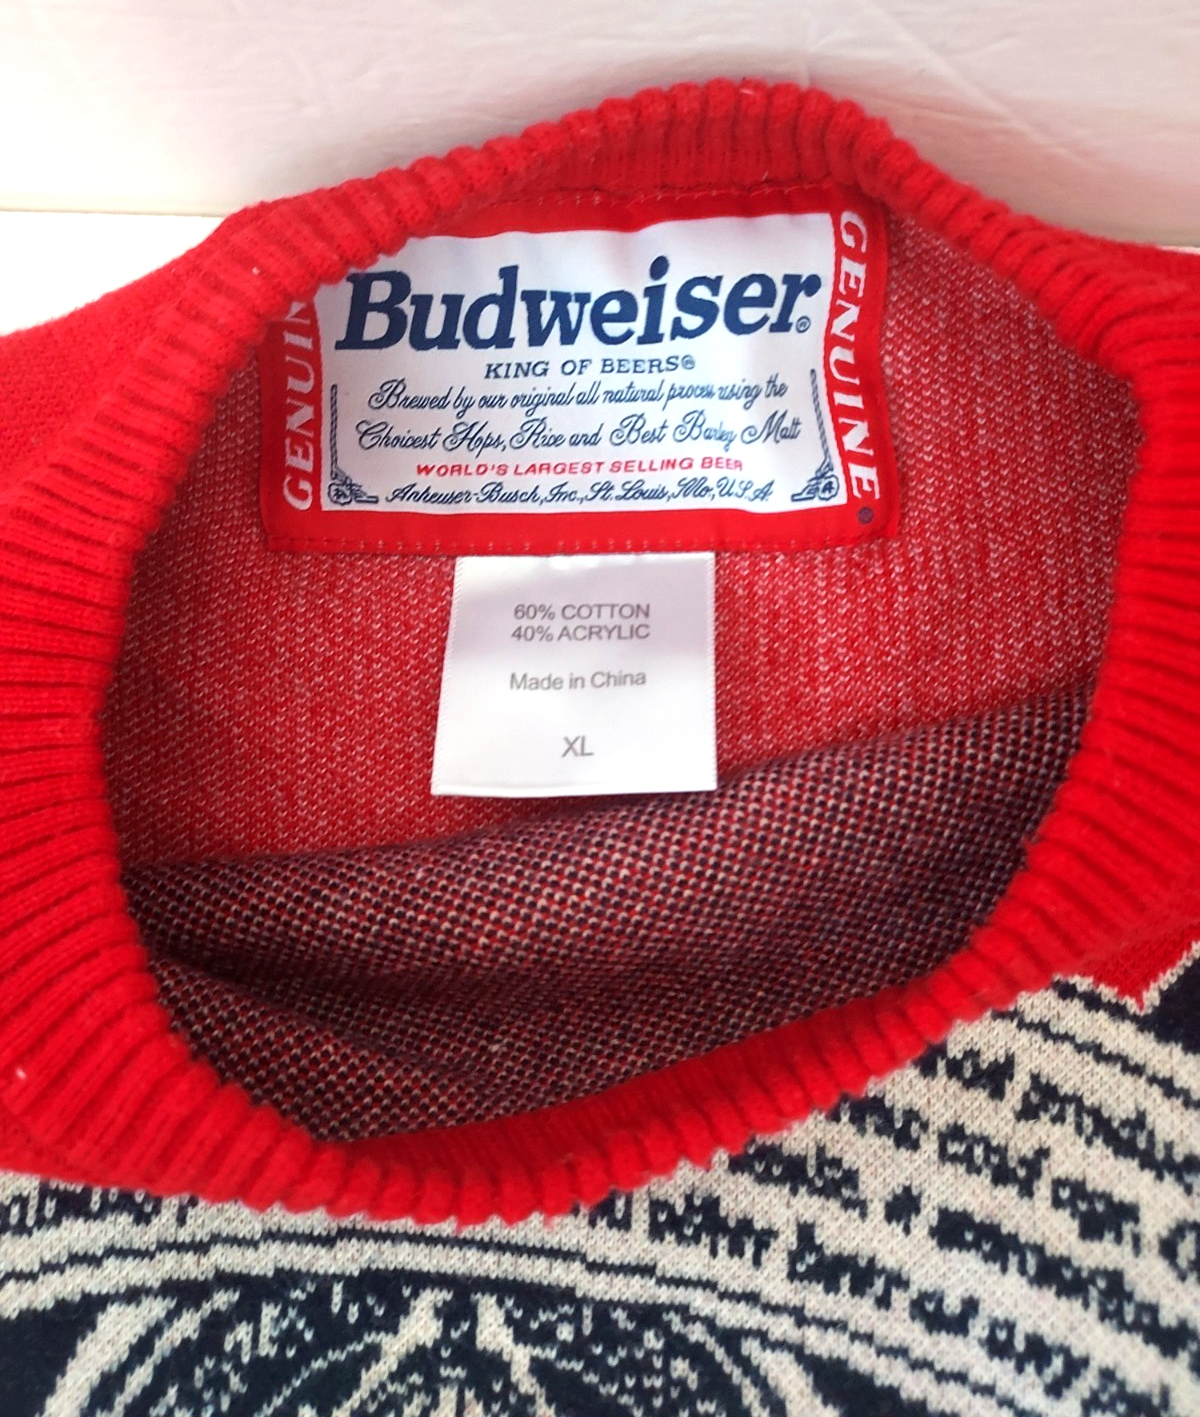 Budweiser®
KING OF BEERS®
Brewed by our original all natural process using the
Choicest Hops, Rice and Best Barley Malt
WORLD'S LARGEST SELLING BEER
Anheuser-Busch, Inc., St. Louis, Mo., U.S.A.
GENUIN
GENUINE
60% COTTON
40% ACRYLIC
Made in China
XL